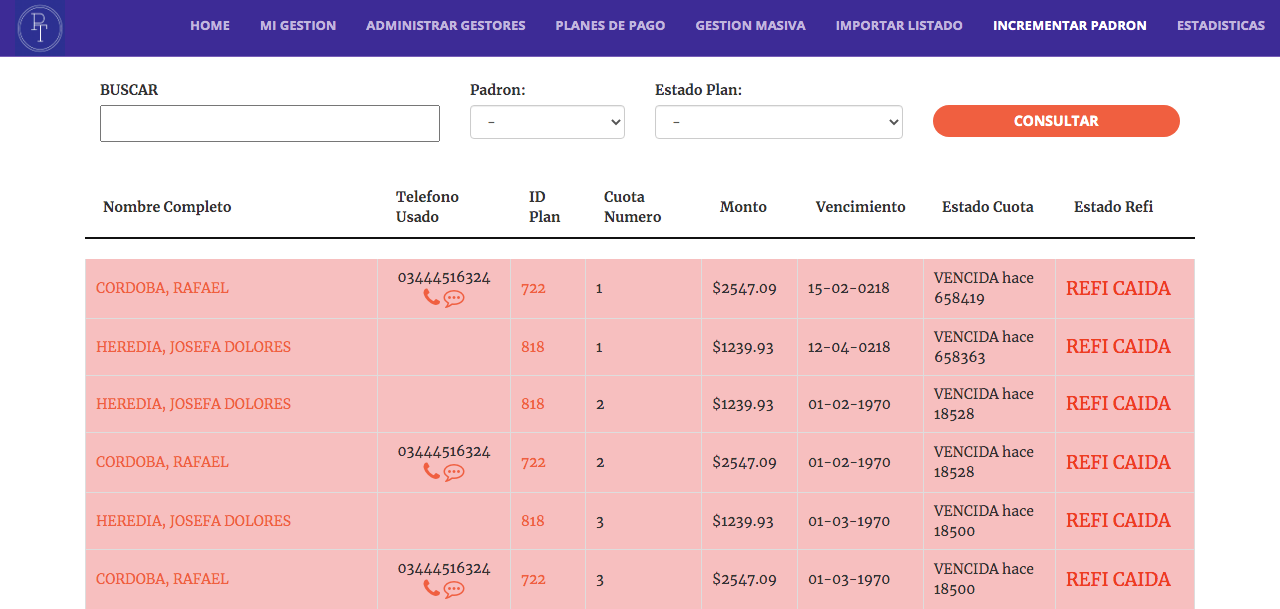 PT
HOME MI GESTION ADMINISTRAR GESTORES PLANES DE PAGO GESTION MASIVA IMPORTAR LISTADO INCREMENTAR PADRON ESTADISTICAS
BUSCAR Padron: Estado Plan:
- - CONSULTAR
Nombre Completo Telefono Usado ID Plan Cuota Numero Monto Vencimiento Estado Cuota Estado Refi
CORDOBA, RAFAEL 03444516324 722 1 $2547.09 15-02-0218 VENCIDA hace 658419 REFI CAIDA
HEREDIA, JOSEFA DOLORES 818 1 $1239.93 12-04-0218 VENCIDA hace 658363 REFI CAIDA
HEREDIA, JOSEFA DOLORES 818 2 $1239.93 01-02-1970 VENCIDA hace 18528 REFI CAIDA
CORDOBA, RAFAEL 03444516324 722 2 $2547.09 01-02-1970 VENCIDA hace 18528 REFI CAIDA
HEREDIA, JOSEFA DOLORES 818 3 $1239.93 01-03-1970 VENCIDA hace 18500 REFI CAIDA
CORDOBA, RAFAEL 03444516324 722 3 $2547.09 01-03-1970 VENCIDA hace 18500 REFI CAIDA